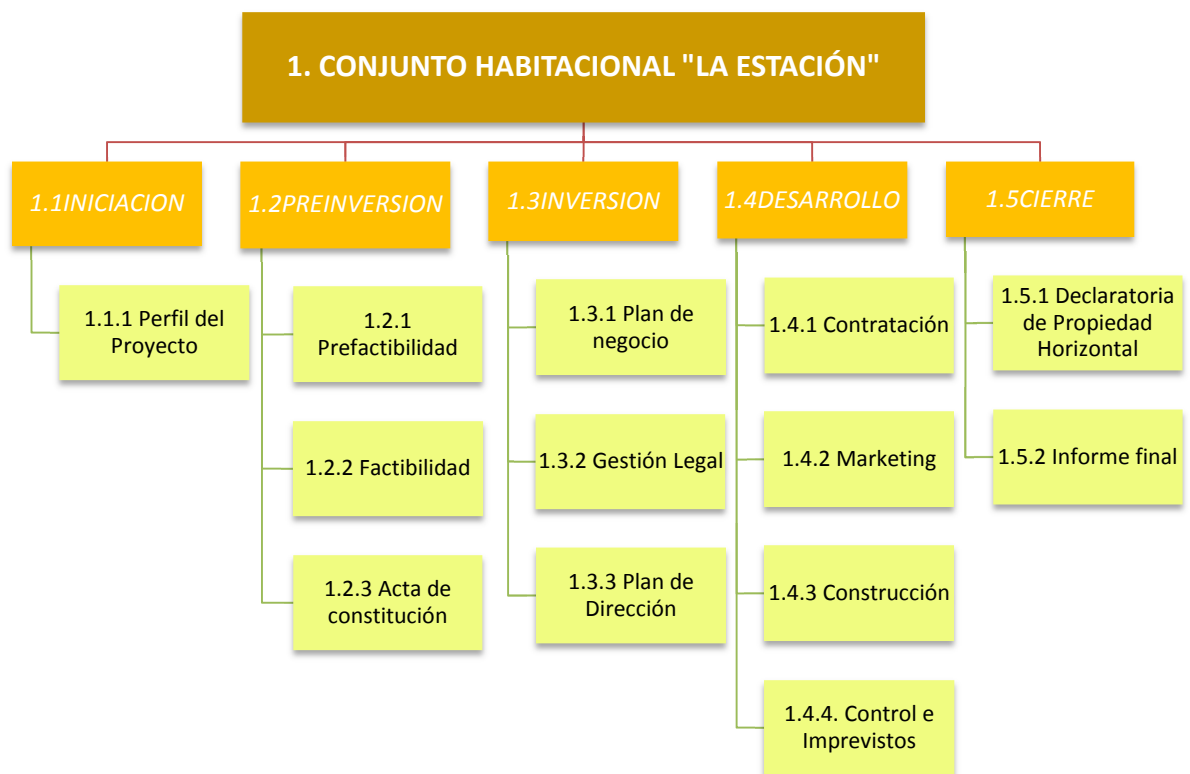 1. CONJUNTO HABITACIONAL "LA ESTACIÓN"
1.1INICIACION
1.1.1 Perfil del
Proyecto
1.2PREINVERSION
1.2.1
Prefactibilidad
1.2.2 Factibilidad
1.2.3 Acta de
constitución
1.3INVERSION
1.3.1 Plan de
negocio
1.3.2 Gestión Legal
1.3.3 Plan de
Dirección
1.4DESARROLLO
1.4.1 Contratación
1.4.2 Marketing
1.4.3 Construcción
1.4.4. Control e
Imprevistos
1.5CIERRE
1.5.1 Declaratoria
de Propiedad
Horizontal
1.5.2 Informe final